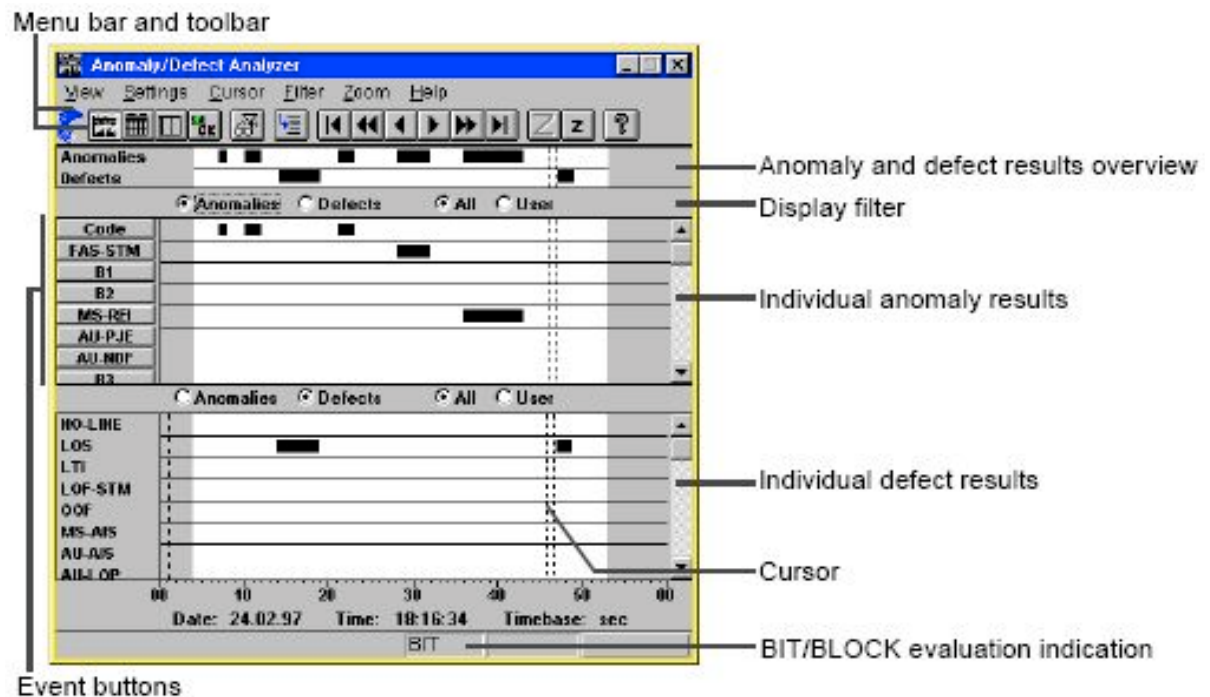 Menu bar and toolbar
Anomaly/Defect Analyzer
View Settings Cursor Filter Zoom Help
OK Z z ?
Anomalies
Defects
Anomaly and defect results overview
Anomalies Defects All User
Display filter
Code
FAS-STM
B1
B2
MS-REI
AU-PJE
AU-NDF
B3
Individual anomaly results
Anomalies Defects All User
NO-LINE
LOS
LTI
LOF-STM
OOF
MS-AIS
AU-AIS
AU-LOP
Individual defect results
Cursor
00 10 20 30 40 50 00
Date: 24.02.97 Time: 18:16:34 Timebase: sec
BIT
BIT/BLOCK evaluation indication
Event buttons